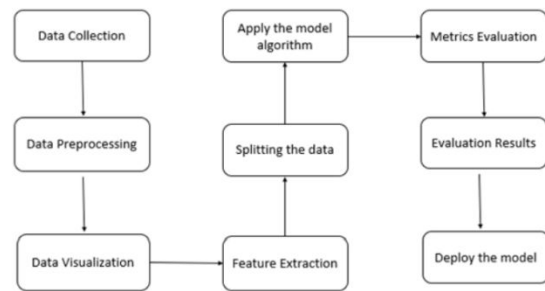 Data Collection
Data Preprocessing
Data Visualization
Feature Extraction
Splitting the data
Apply the model
algorithm
Metrics Evaluation
Evaluation Results
Deploy the model